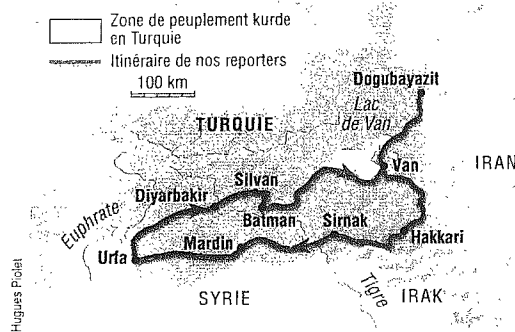 Zone de peuplement kurde
en Turquie
Itinéraire de nos reporters
100 km
Dogubayazit
Lac
de Van
TURQUIE
Van
IRAN
Silvan
Diyarbakir
Batman
Sirnak
Euphrate
Mardin
Hakkari
Urfa
Tigre
SYRIE
IRAK
Hugues Piolet